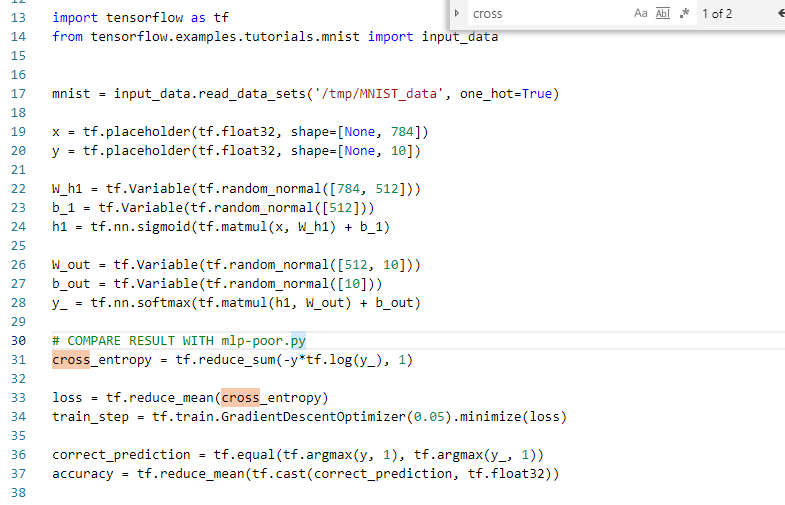 12
cross Aa Abl .* 1 of 2
13 import tensorflow as tf
14 from tensorflow.examples.tutorials.mnist import input_data
15
16
17 mnist = input_data.read_data_sets('/tmp/MNIST_data', one_hot=True)
18
19 x = tf.placeholder(tf.float32, shape=[None, 784])
20 y = tf.placeholder(tf.float32, shape=[None, 10])
21
22 W_h1 = tf.Variable(tf.random_normal([784, 512]))
23 b_1 = tf.Variable(tf.random_normal([512]))
24 h1 = tf.nn.sigmoid(tf.matmul(x, W_h1) + b_1)
25
26 W_out = tf.Variable(tf.random_normal([512, 10]))
27 b_out = tf.Variable(tf.random_normal([10]))
28 y_ = tf.nn.softmax(tf.matmul(h1, W_out) + b_out)
29
30 # COMPARE RESULT WITH mlp-poor.py
31 cross_entropy = tf.reduce_sum(-y*tf.log(y_), 1)
32
33 loss = tf.reduce_mean(cross_entropy)
34 train_step = tf.train.GradientDescentOptimizer(0.05).minimize(loss)
35
36 correct_prediction = tf.equal(tf.argmax(y, 1), tf.argmax(y_, 1))
37 accuracy = tf.reduce_mean(tf.cast(correct_prediction, tf.float32))
38